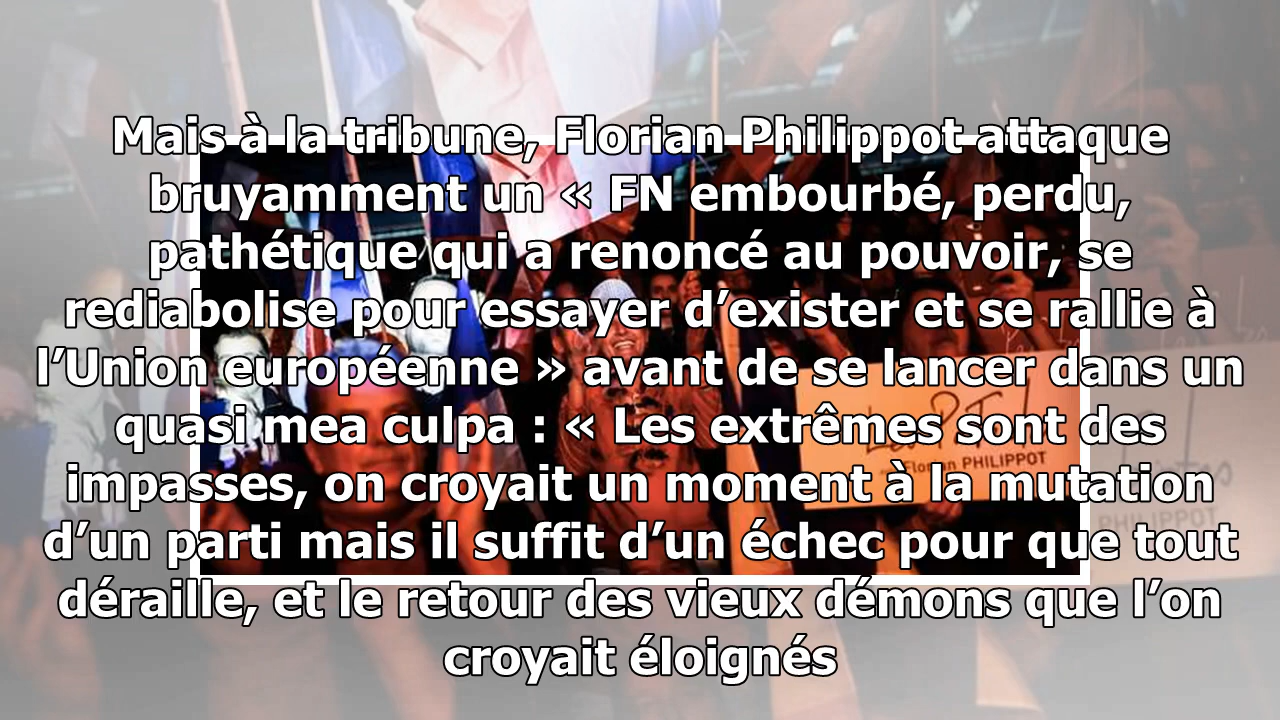 Mais à la tribune, Florian Philippot attaque
bruyamment un « FN embourbé, perdu,
pathétique qui a renoncé au pouvoir, se
rediabolise pour essayer d’exister et se rallie à
l’Union européenne » avant de se lancer dans un
quasi mea culpa : « Les extrêmes sont des
impasses, on croyait un moment à la mutation
d’un parti mais il suffit d’un échec pour que tout
déraille, et le retour des vieux démons que l’on
croyait éloignés
Florian PHILIPPOT
PHILIPPOT